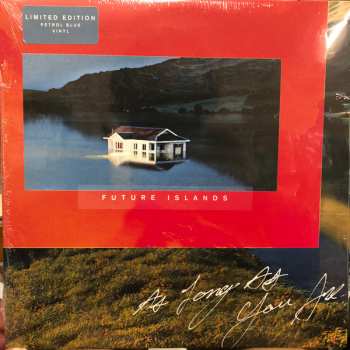 LIMITED EDITION
PETROL BLUE
VINYL
FUTURE ISLANDS
As Long As
You Are